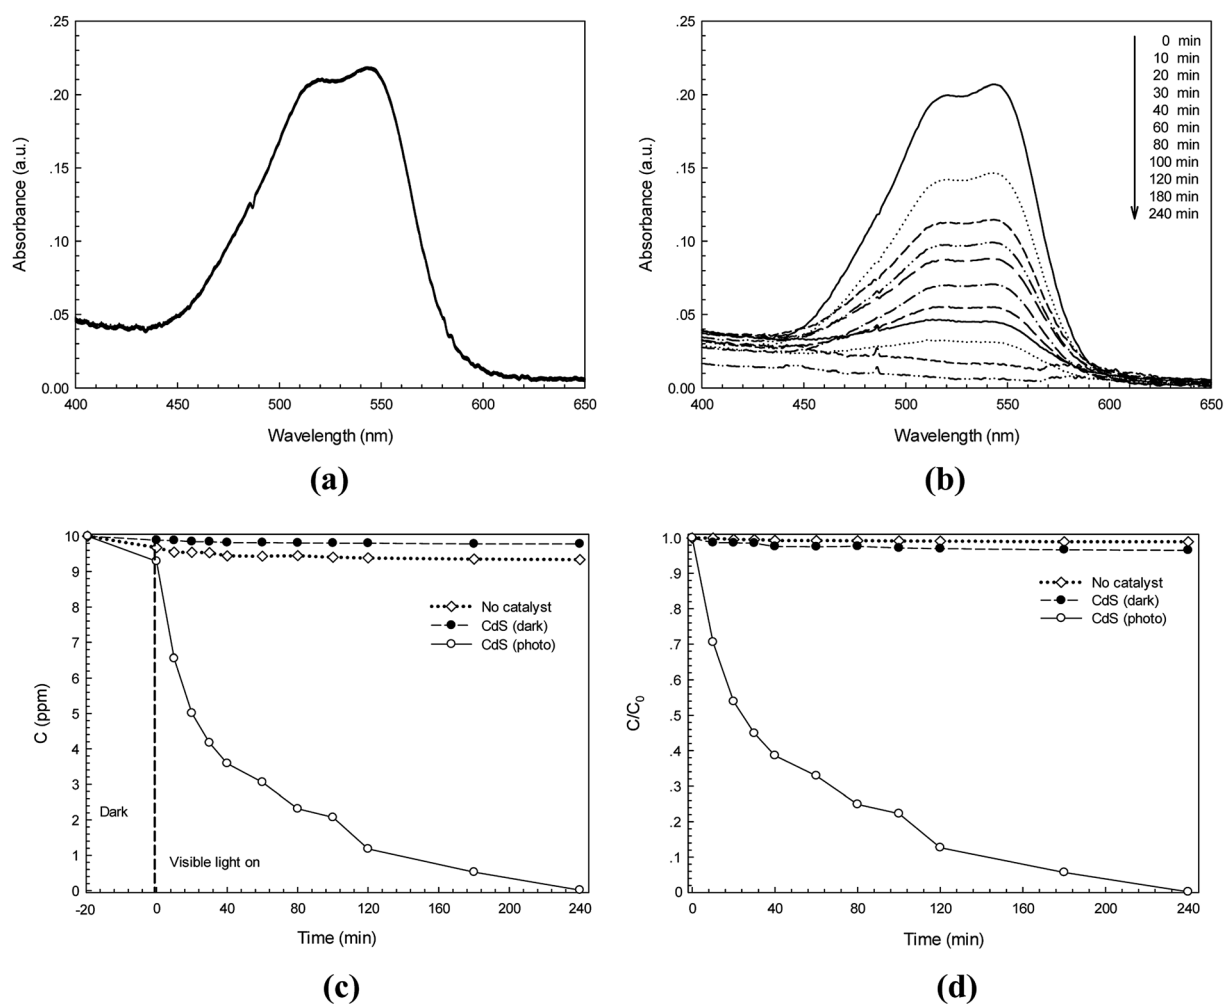 .25
.20
.15
.10
.05
0.00
Absorbance (a.u.)
400 450 500 550 600 650
Wavelength (nm)
(a)
.25
.20
.15
.10
.05
0.00
Absorbance (a.u.)
0 min
10 min
20 min
30 min
40 min
60 min
80 min
100 min
120 min
180 min
240 min
400 450 500 550 600 650
Wavelength (nm)
(b)
10
9
8
7
6
5
4
3
2
1
0
C (ppm)
No catalyst
CdS (dark)
CdS (photo)
Dark
Visible light on
-20 0 40 80 120 160 200 240
Time (min)
(c)
1.0
.9
.8
.7
.6
.5
.4
.3
.2
.1
0
C/C0
No catalyst
CdS (dark)
CdS (photo)
0 40 80 120 160 200 240
Time (min)
(d)